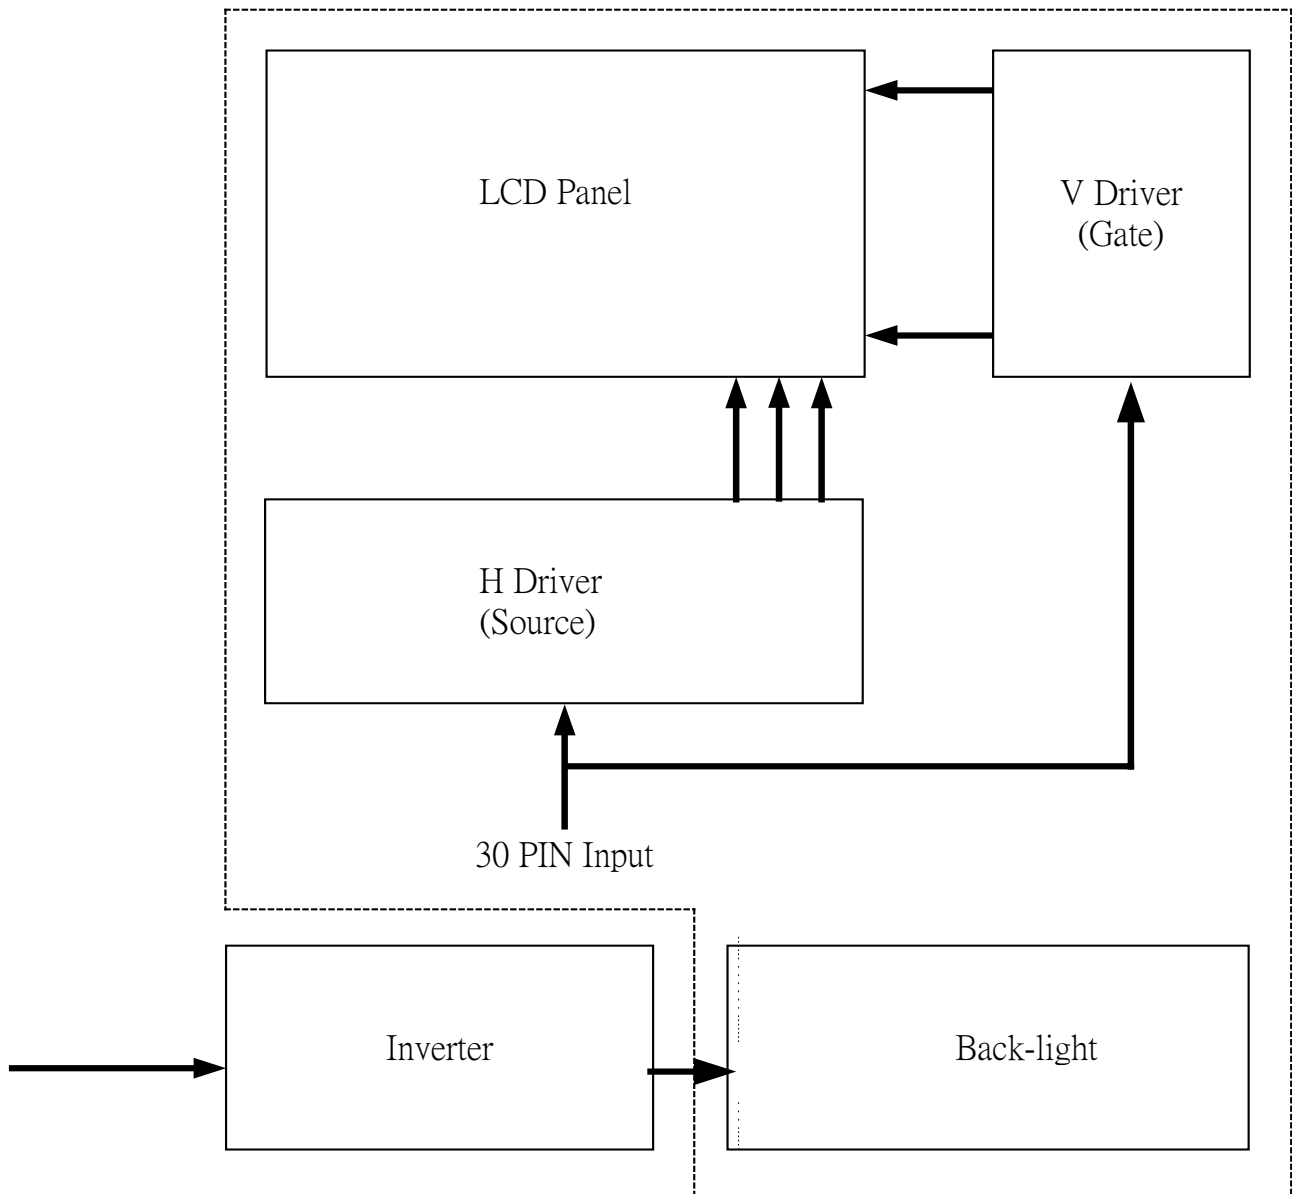 LCD Panel
V Driver
(Gate)
H Driver
(Source)
30 PIN Input
Inverter
Back-light